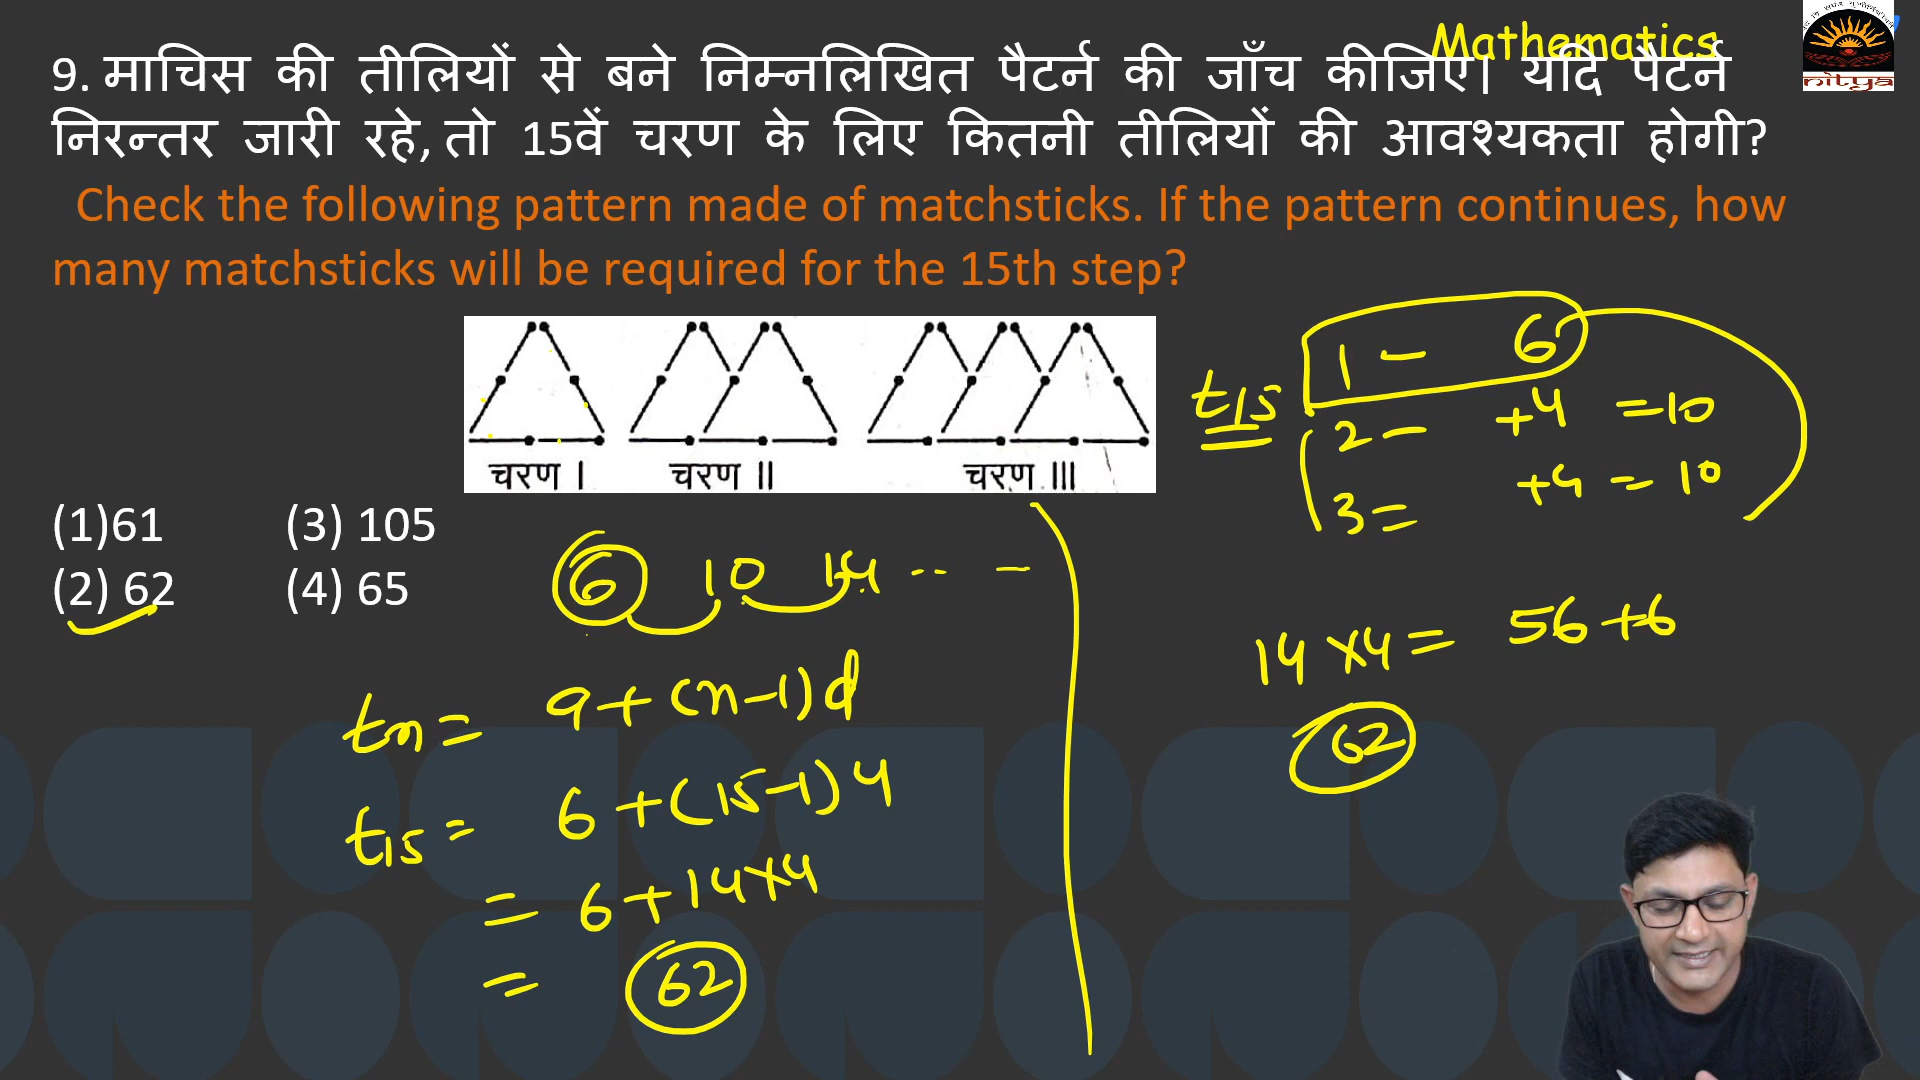 Mathematics
9. माचिस की तीलियों से बने निम्नलिखित पैटर्न की जाँच कीजिए| यदि पैटर्न
निरन्तर जारी रहे, तो 15वें चरण के लिए कितनी तीलियों की आवश्यकता होगी?
Check the following pattern made of matchsticks. If the pattern continues, how
many matchsticks will be required for the 15th step?
चरण I चरण II चरण III
(1)61 (3) 105
(2) 62 (4) 65
6 10 14 .. –
tn = a+(n-1)d
t15 = 6+(15-1)4
= 6+14x4
= 62
t15
1 – 6
2 – +4 =10
3= +4 = 10
14 x4 = 56+6
62
nitya